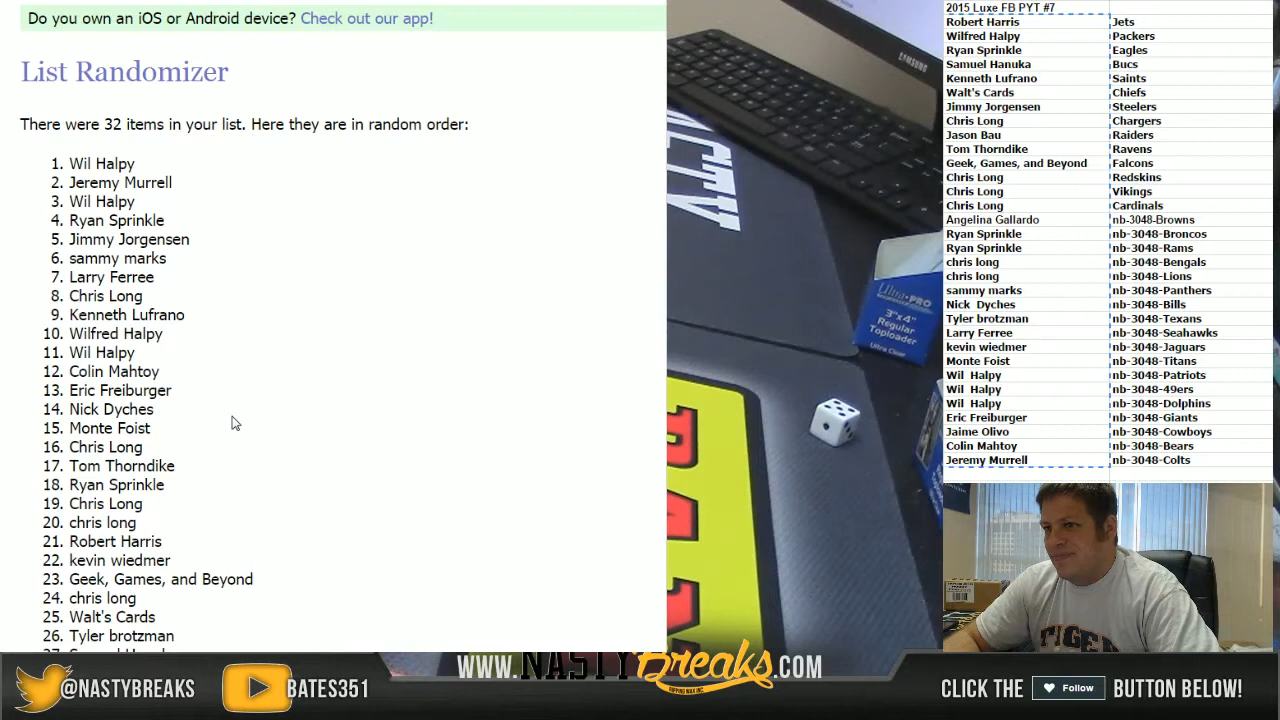 Do you own an iOS or Android device? Check out our app!
List Randomizer
There were 32 items in your list. Here they are in random order:
1. Wil Halpy
2. Jeremy Murrell
3. Wil Halpy
4. Ryan Sprinkle
5. Jimmy Jorgensen
6. sammy marks
7. Larry Ferree
8. Chris Long
9. Kenneth Lufrano
10. Wilfred Halpy
11. Wil Halpy
12. Colin Mahtoy
13. Eric Freiburger
14. Nick Dyches
15. Monte Foist
16. Chris Long
17. Tom Thorndike
18. Ryan Sprinkle
19. Chris Long
20. chris long
21. Robert Harris
22. kevin wiedmer
23. Geek, Games, and Beyond
24. chris long
25. Walt's Cards
26. Tyler brotzman
SAMSUNG
Ultra-PRO
3"x4"
Regular
Toploader
Ultra Clear
2015 Luxe FB PYT #7
Robert Harris Jets
Wilfred Halpy Packers
Ryan Sprinkle Eagles
Samuel Hanuka Bucs
Kenneth Lufrano Saints
Walt's Cards Chiefs
Jimmy Jorgensen Steelers
Chris Long Chargers
Jason Bau Raiders
Tom Thorndike Ravens
Geek, Games, and Beyond Falcons
Chris Long Redskins
Chris Long Vikings
Chris Long Cardinals
Angelina Gallardo nb-3048-Browns
Ryan Sprinkle nb-3048-Broncos
Ryan Sprinkle nb-3048-Rams
chris long nb-3048-Bengals
chris long nb-3048-Lions
sammy marks nb-3048-Panthers
Nick Dyches nb-3048-Bills
Tyler brotzman nb-3048-Texans
Larry Ferree nb-3048-Seahawks
kevin wiedmer nb-3048-Jaguars
Monte Foist nb-3048-Titans
Wil Halpy nb-3048-Patriots
Wil Halpy nb-3048-49ers
Wil Halpy nb-3048-Dolphins
Eric Freiburger nb-3048-Giants
Jaime Olivo nb-3048-Cowboys
Colin Mahtoy nb-3048-Bears
Jeremy Murrell nb-3048-Colts
@NASTYBREAKS
BATES351
WWW.NASTYBreaks.COM
RIPPING WAX INC.
CLICK THE Follow BUTTON BELOW!